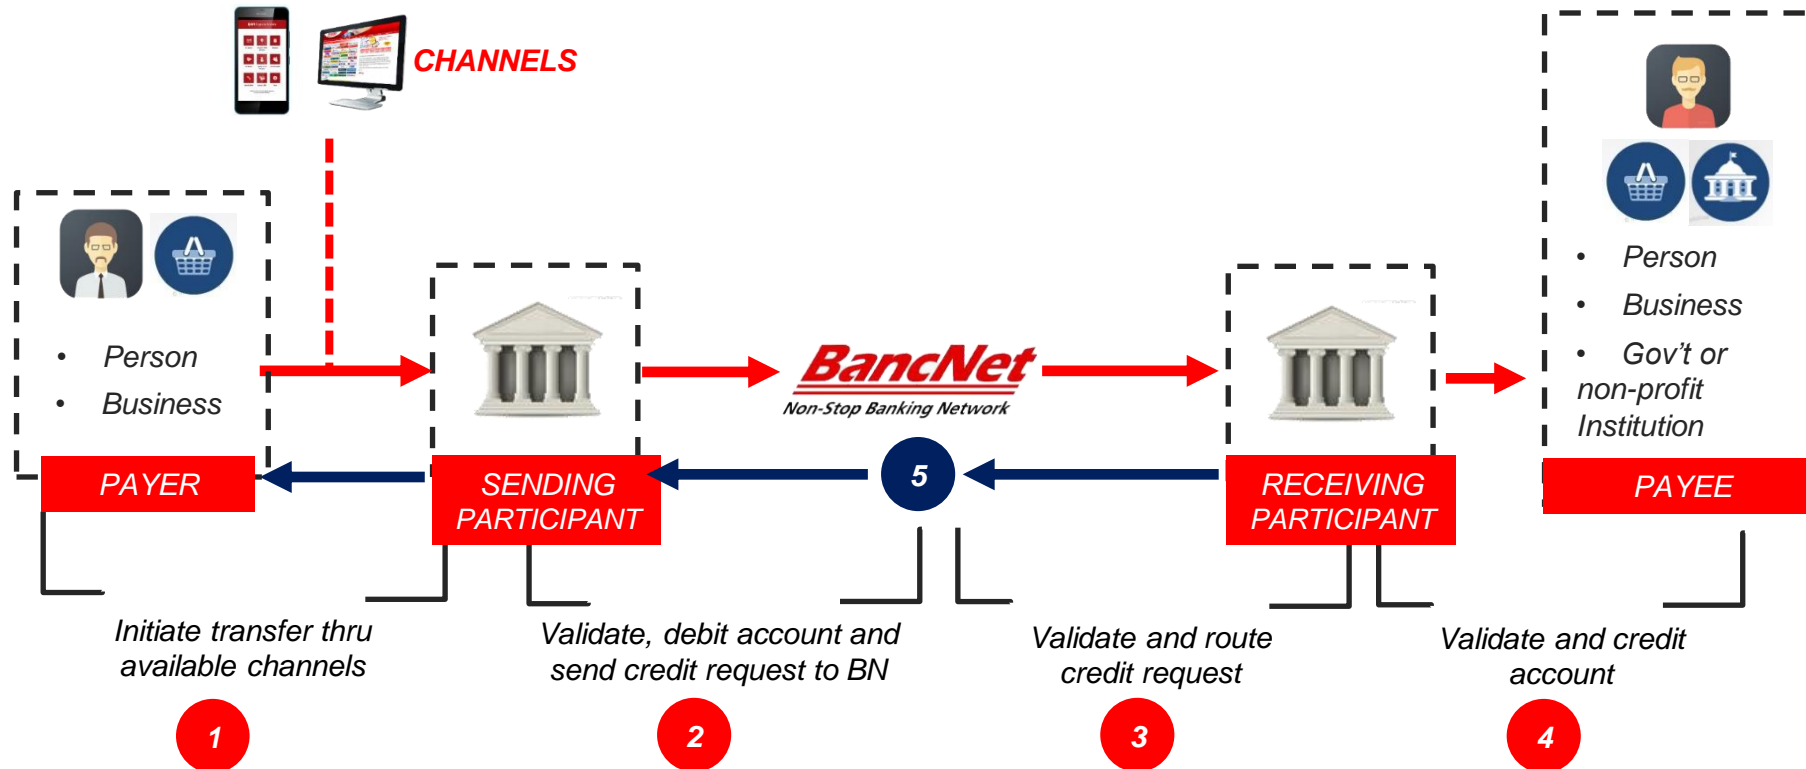 CHANNELS
• Person
• Business
PAYER
SENDING
PARTICIPANT
BancNet
Non-Stop Banking Network
5
RECEIVING
PARTICIPANT
• Person
• Business
• Gov’t or
non-profit
Institution
PAYEE
Initiate transfer thru
available channels
1
Validate, debit account and
send credit request to BN
2
Validate and route
credit request
3
Validate and credit
account
4